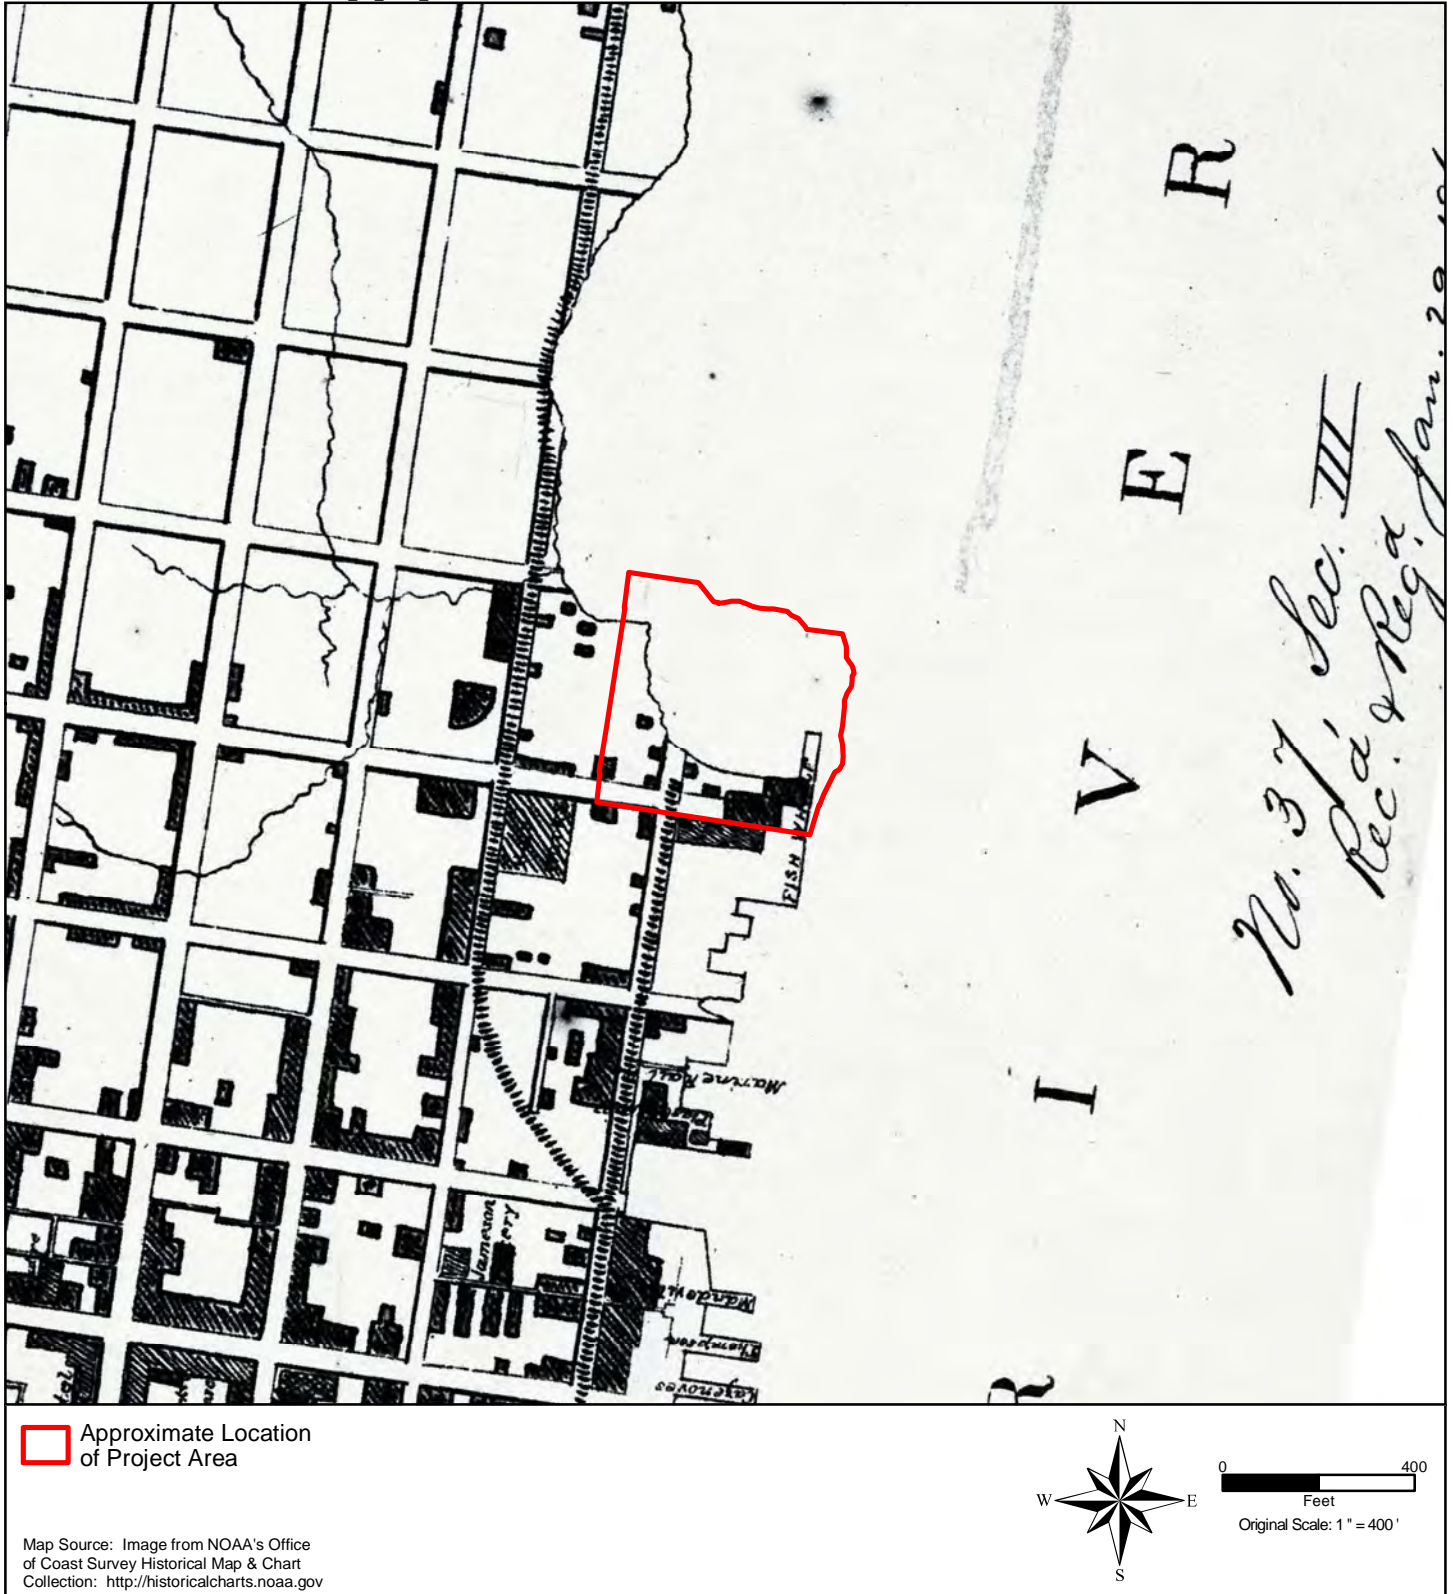 R
E
V
I
R
No. 37 Sec. III
Rec'd & Reg'd Jan. 29
FISH WHARF
Marine Rail
Jameson
Thompson
Cazenoves
Approximate Location
of Project Area
N
W E
S
0 400
Feet
Original Scale: 1 " = 400 '
Map Source: Image from NOAA's Office
of Coast Survey Historical Map & Chart
Collection: http://historicalcharts.noaa.gov